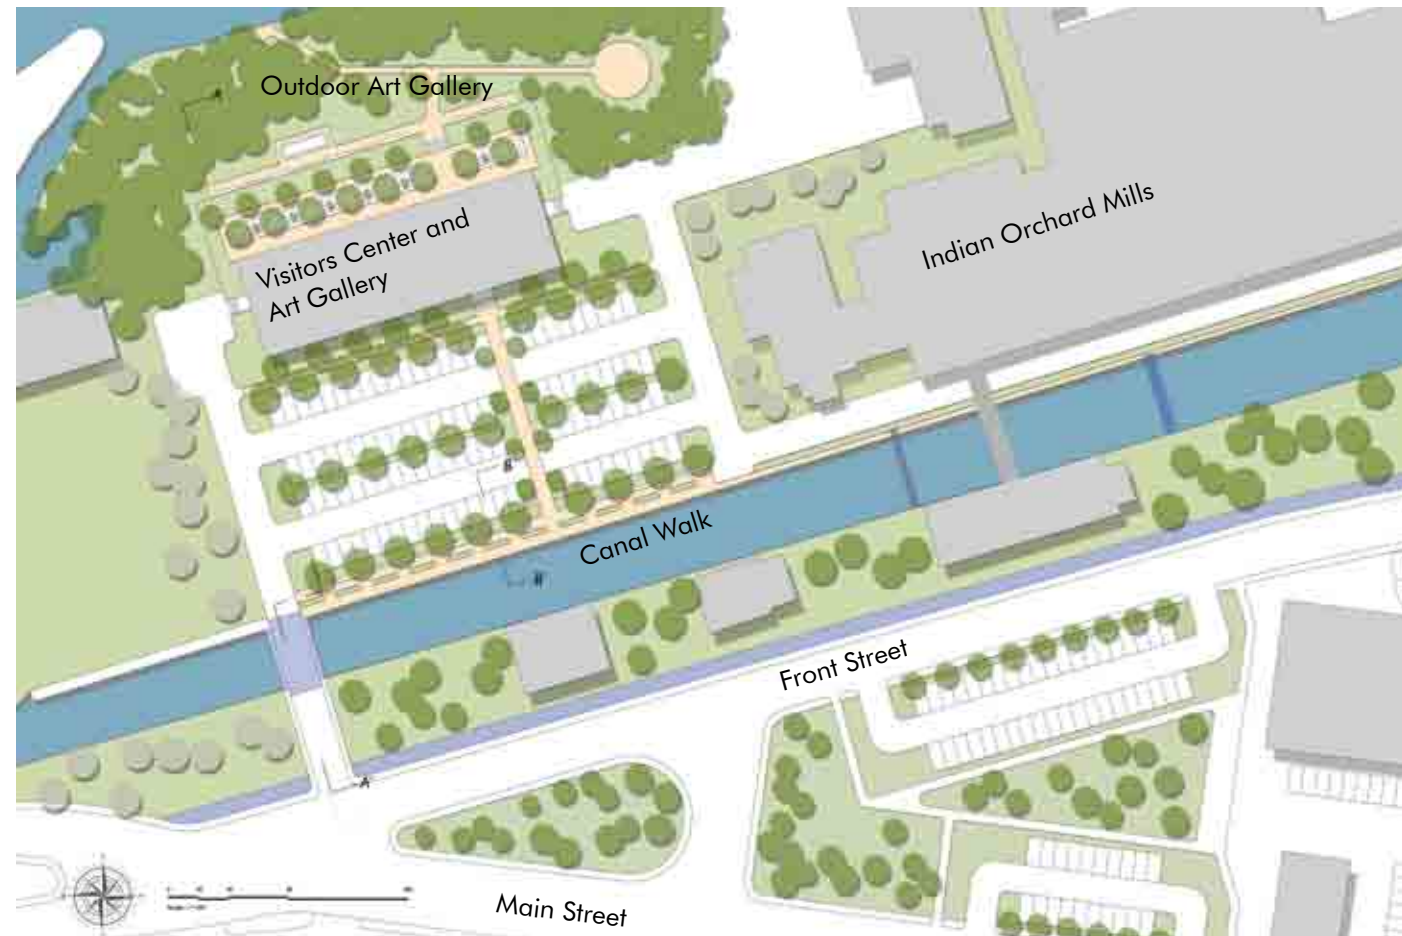 Outdoor Art Gallery
Visitors Center and
Art Gallery
Indian Orchard Mills
Canal Walk
Front Street
A
Main Street